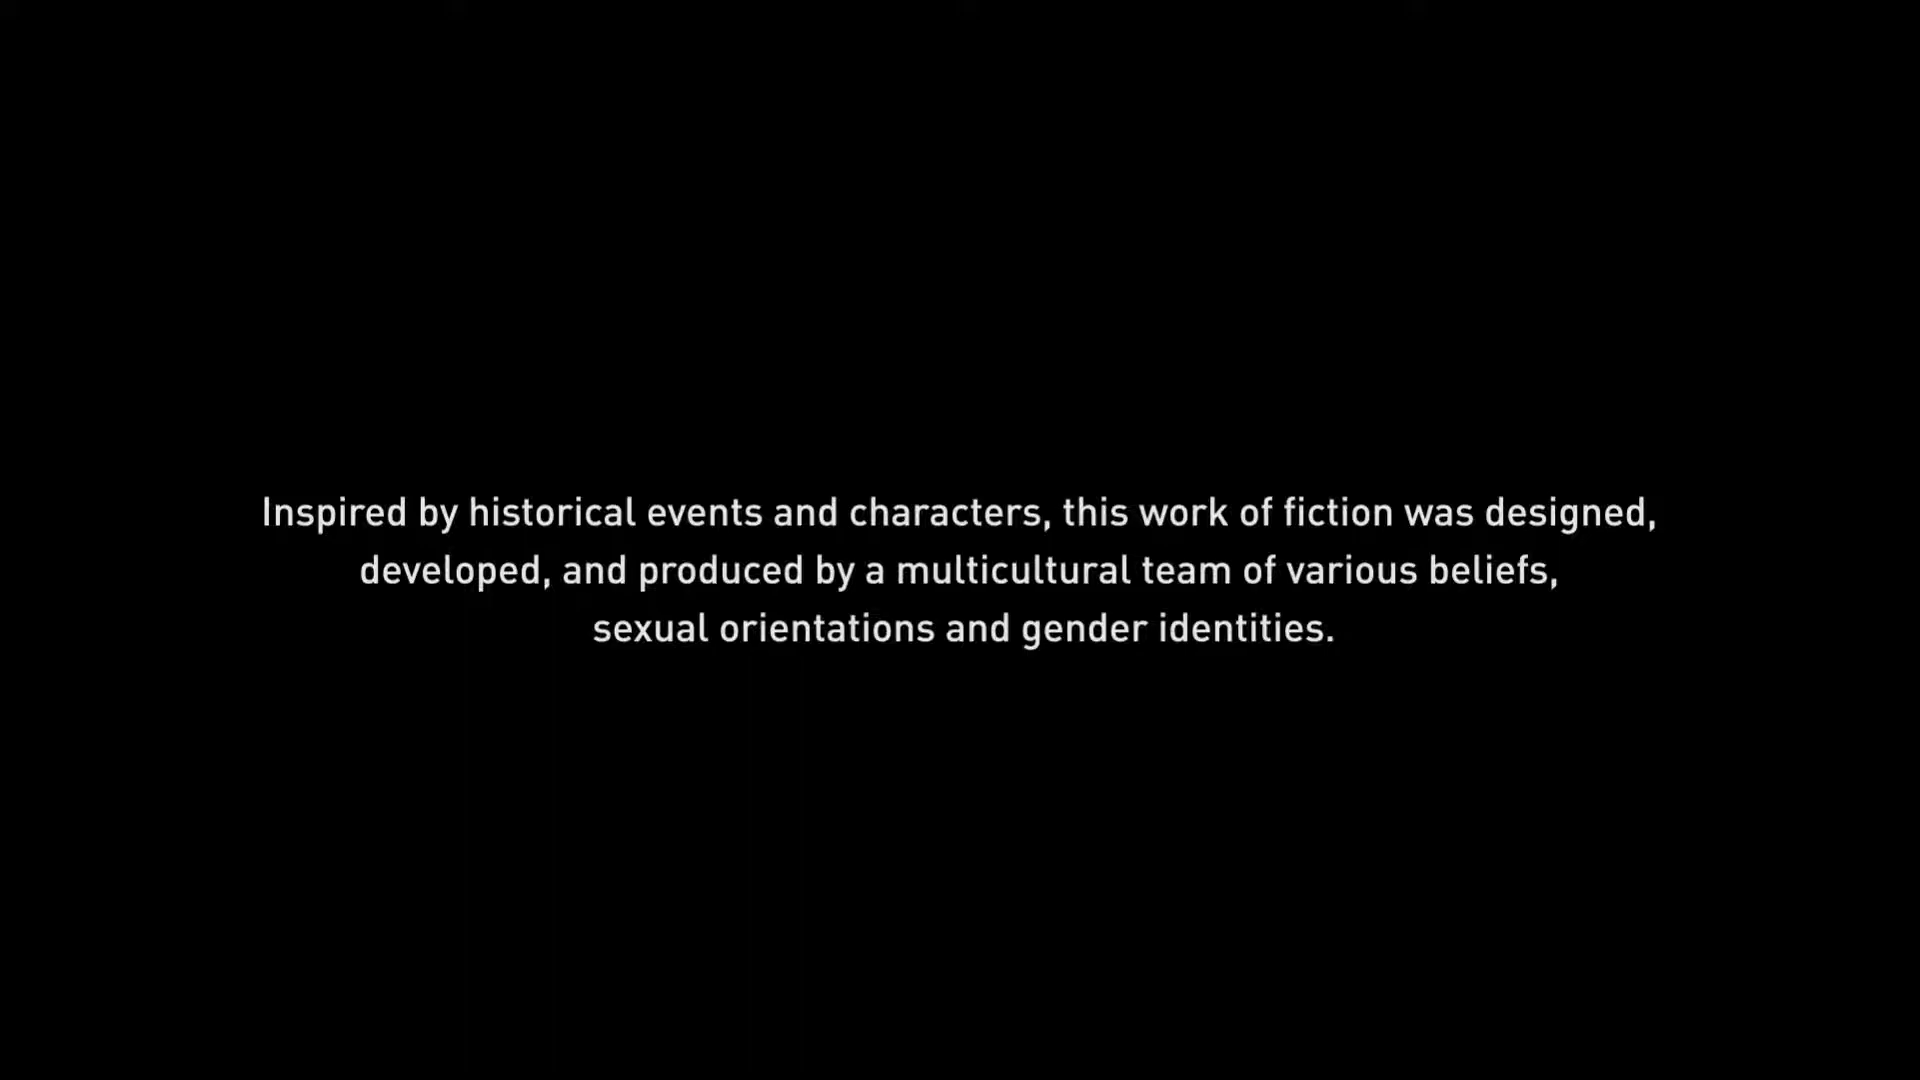 Inspired by historical events and characters, this work of fiction was designed,
developed, and produced by a multicultural team of various beliefs,
sexual orientations and gender identities.